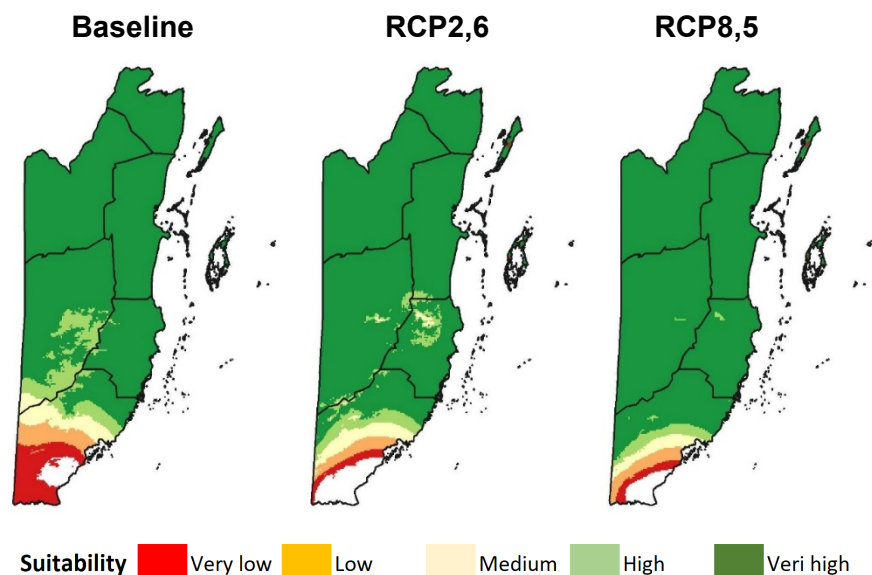 Baseline RCP2,6 RCP8,5
Suitability Very low Low Medium High Veri high